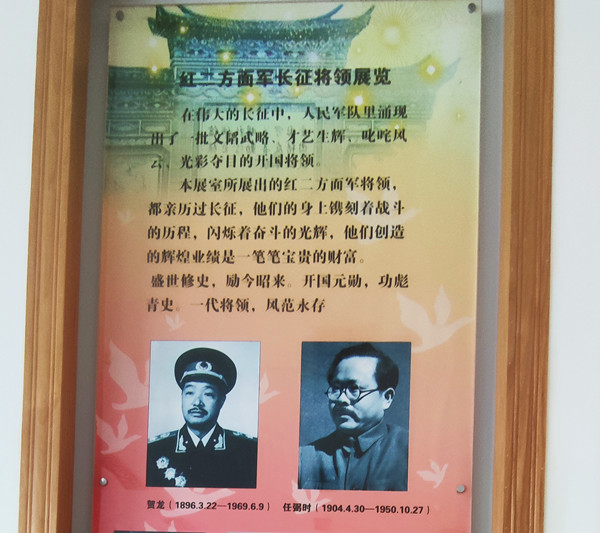 红二方面军长征将领展览
在伟大的长征中，人民军队里涌现
出了一批文韬武略、才艺生辉、叱咤风
云、光彩夺目的开国将领。
本展室所展出的红二方面军将领，
都亲历过长征，他们的身上镌刻着战斗
的历程，闪烁着奋斗的光辉，他们创造
的辉煌业绩是一笔笔宝贵的财富。
盛世修史，励今昭来。开国元勋，功彪
青史。一代将领，风范永存
贺龙（1896.3.22—1969.6.9） 任弼时（1904.4.30—1950.10.27）